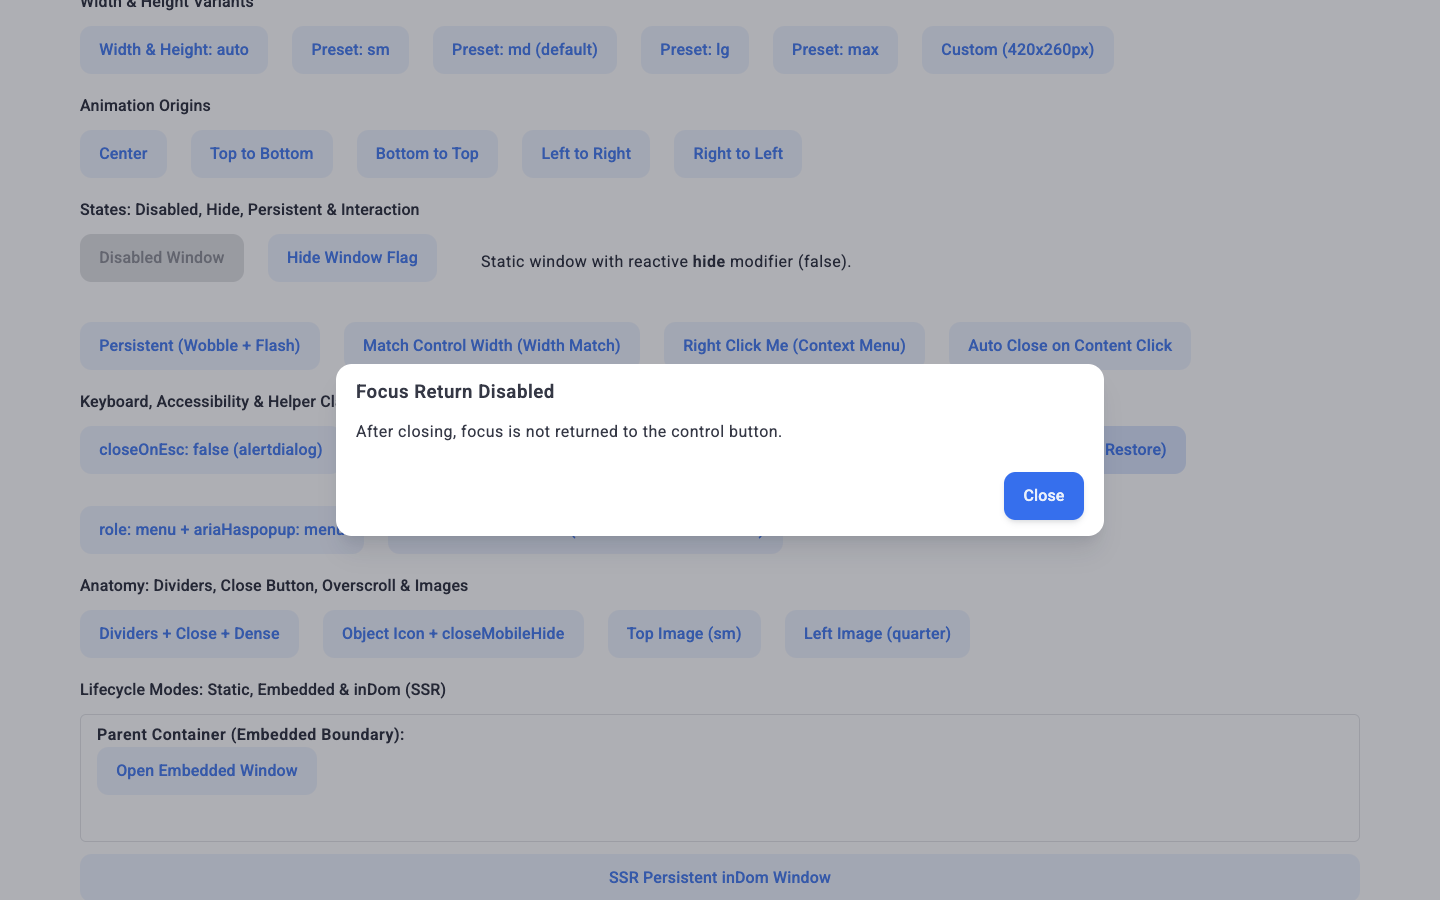 Width & Height Variants
Width & Height: auto
Preset: sm
Preset: md (default)
Preset: lg
Preset: max
Custom (420x260px)
Animation Origins
Center
Top to Bottom
Bottom to Top
Left to Right
Right to Left
States: Disabled, Hide, Persistent & Interaction
Disabled Window
Hide Window Flag
Static window with reactive hide modifier (false).
Persistent (Wobble + Flash)
Match Control Width (Width Match)
Right Click Me (Context Menu)
Auto Close on Content Click
Keyboard, Accessibility & Helper
closeOnEsc: false (alertdialog)
Restore)
role: menu + ariaHaspopup: menu
Focus Return Disabled
After closing, focus is not returned to the control button.
Close
Anatomy: Dividers, Close Button, Overscroll & Images
Dividers + Close + Dense
Object Icon + closeMobileHide
Top Image (sm)
Left Image (quarter)
Lifecycle Modes: Static, Embedded & inDom (SSR)
Parent Container (Embedded Boundary):
Open Embedded Window
SSR Persistent inDom Window